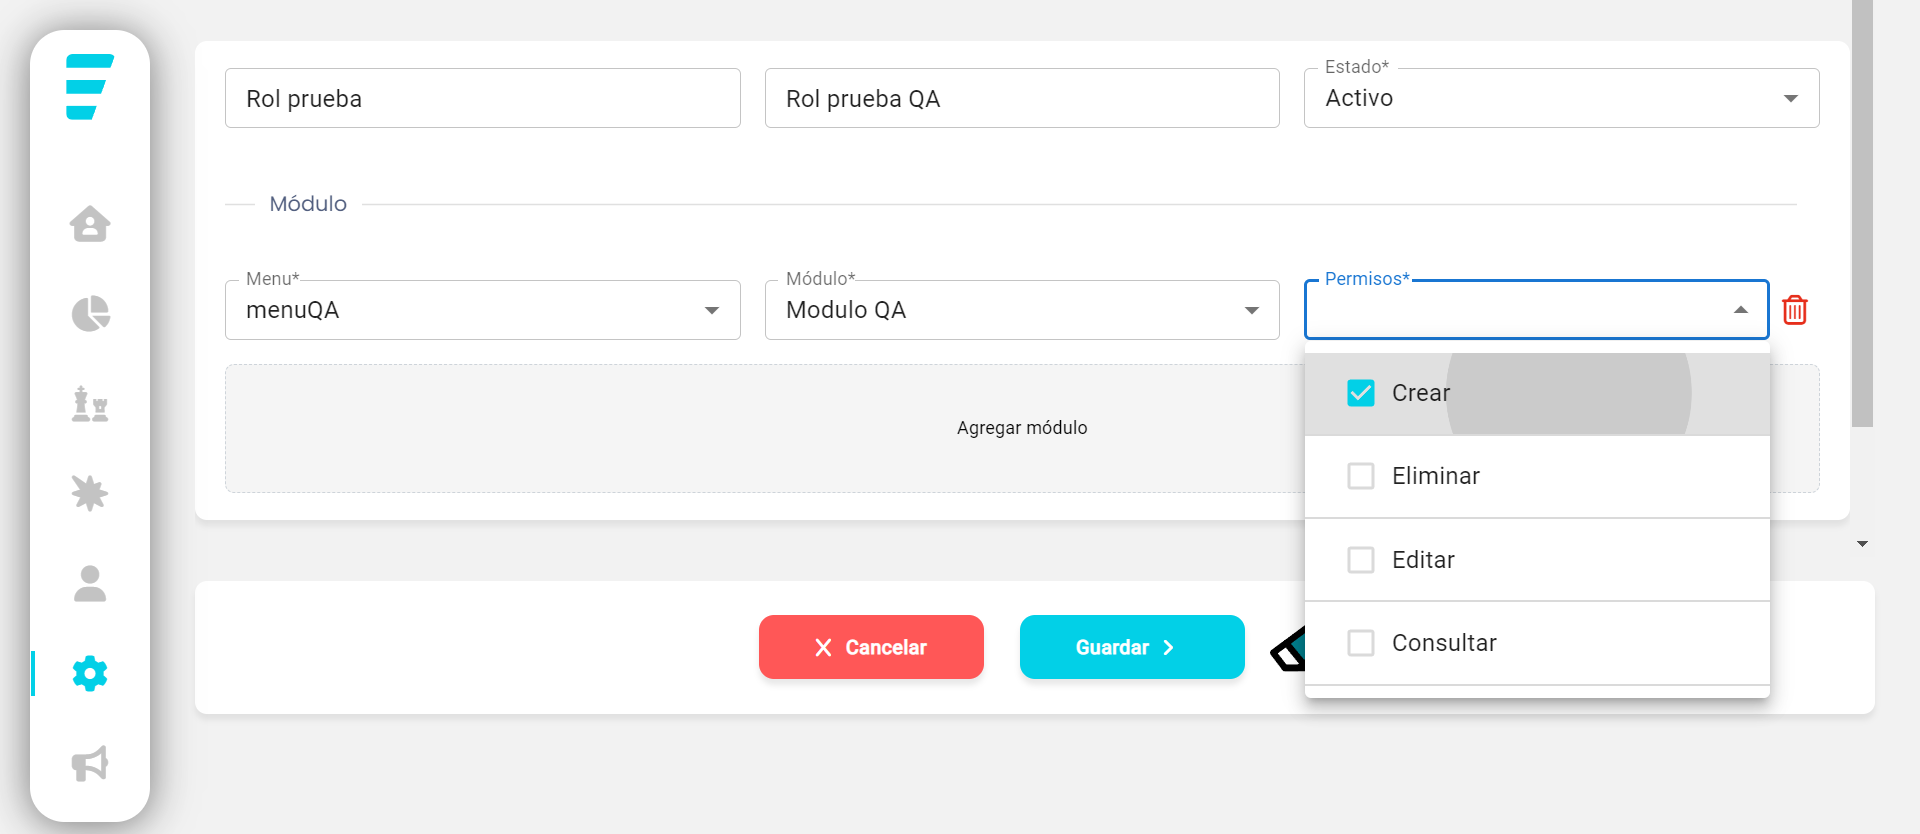 Rol prueba
Rol prueba QA
Estado*
Activo
Módulo
Menu*
menuQA
Módulo*
Modulo QA
Permisos*
Agregar módulo
Crear
Eliminar
Editar
Consultar
Cancelar
Guardar